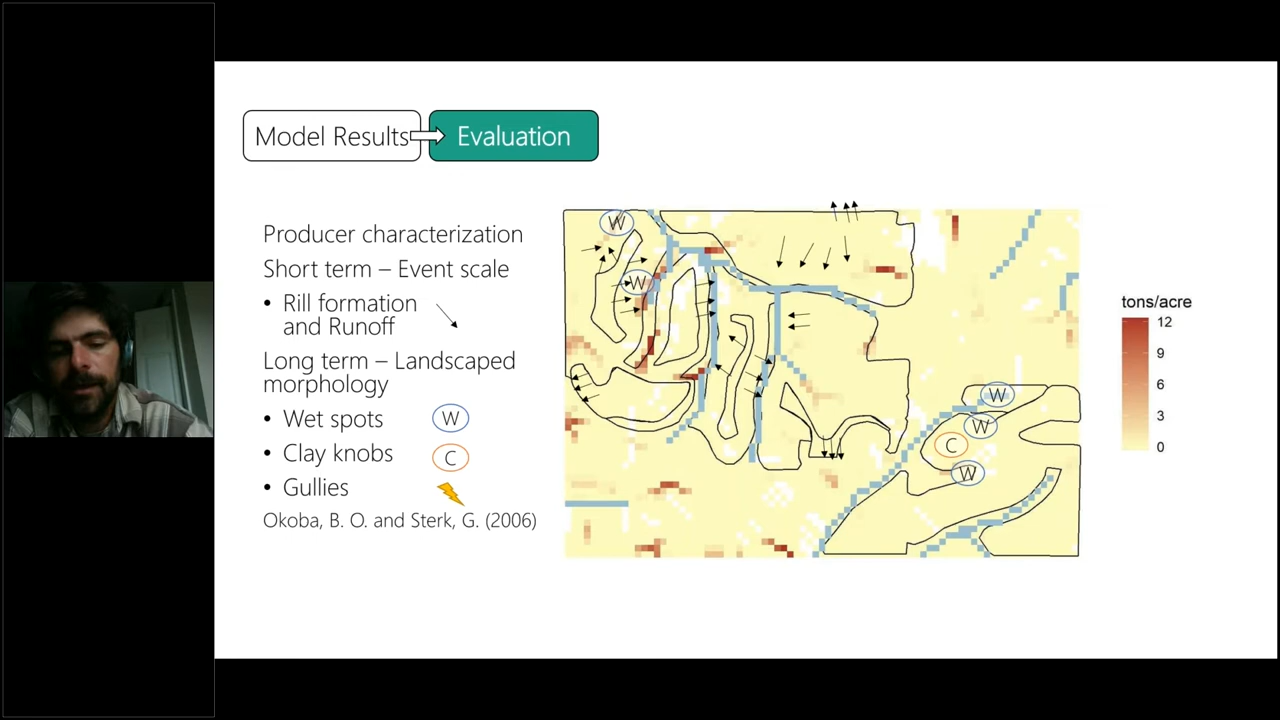 Model Results
Evaluation
Producer characterization
Short term – Event scale
• Rill formation
and Runoff
Long term – Landscaped
morphology
• Wet spots
W
• Clay knobs
C
• Gullies
Okoba, B. O. and Sterk, G. (2006)
W
W
W
W
C
W
tons/acre
12
9
6
3
0